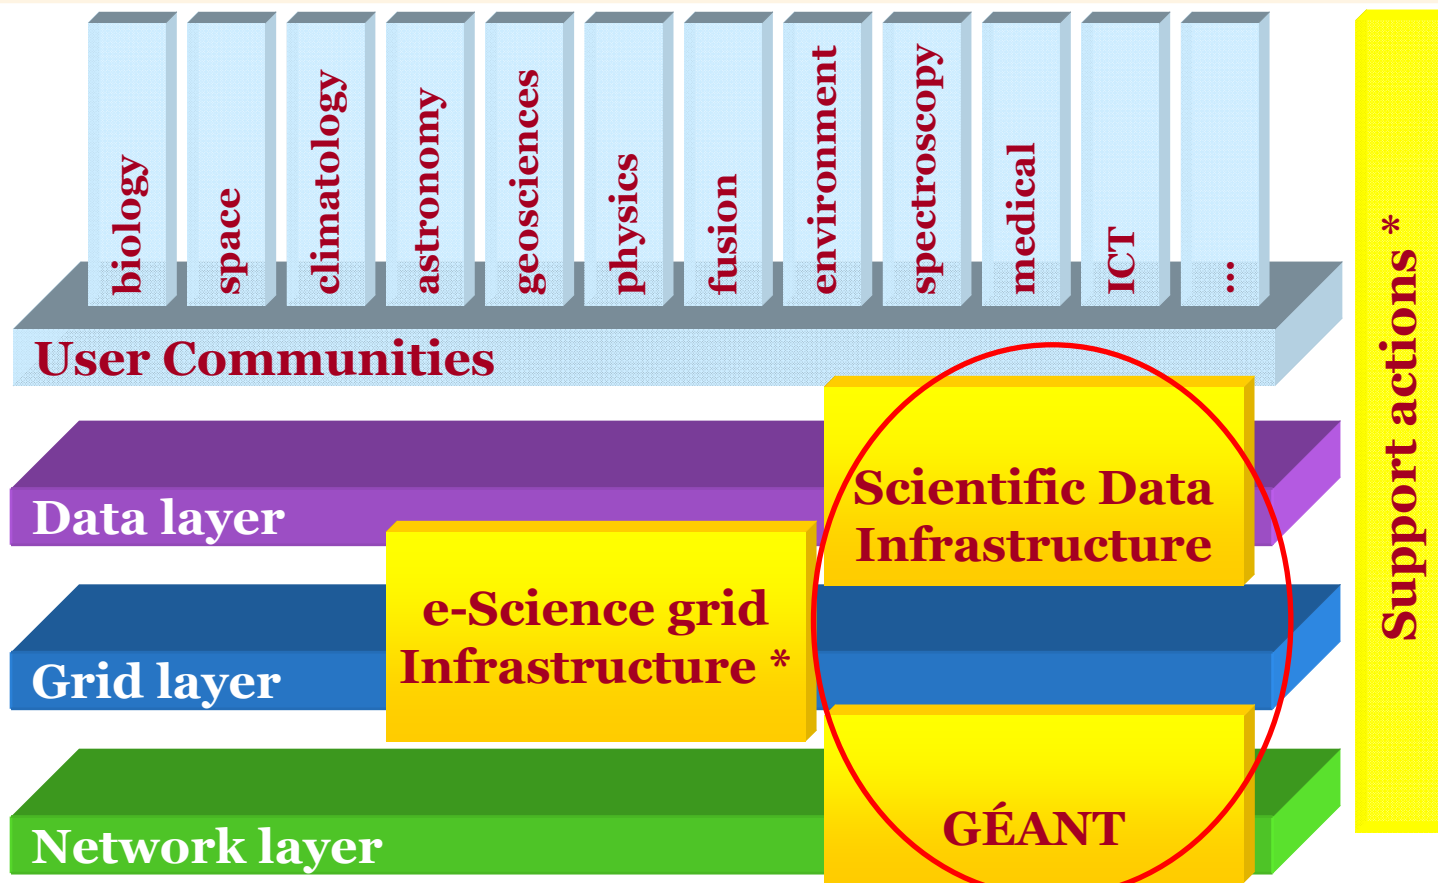 biology
space
climatology
astronomy
geosciences
physics
fusion
environment
spectroscopy
medical
ICT
...
Support actions *
User Communities
Data layer
Scientific Data
Infrastructure
e-Science grid
Infrastructure *
Grid layer
Network layer
GÉANT